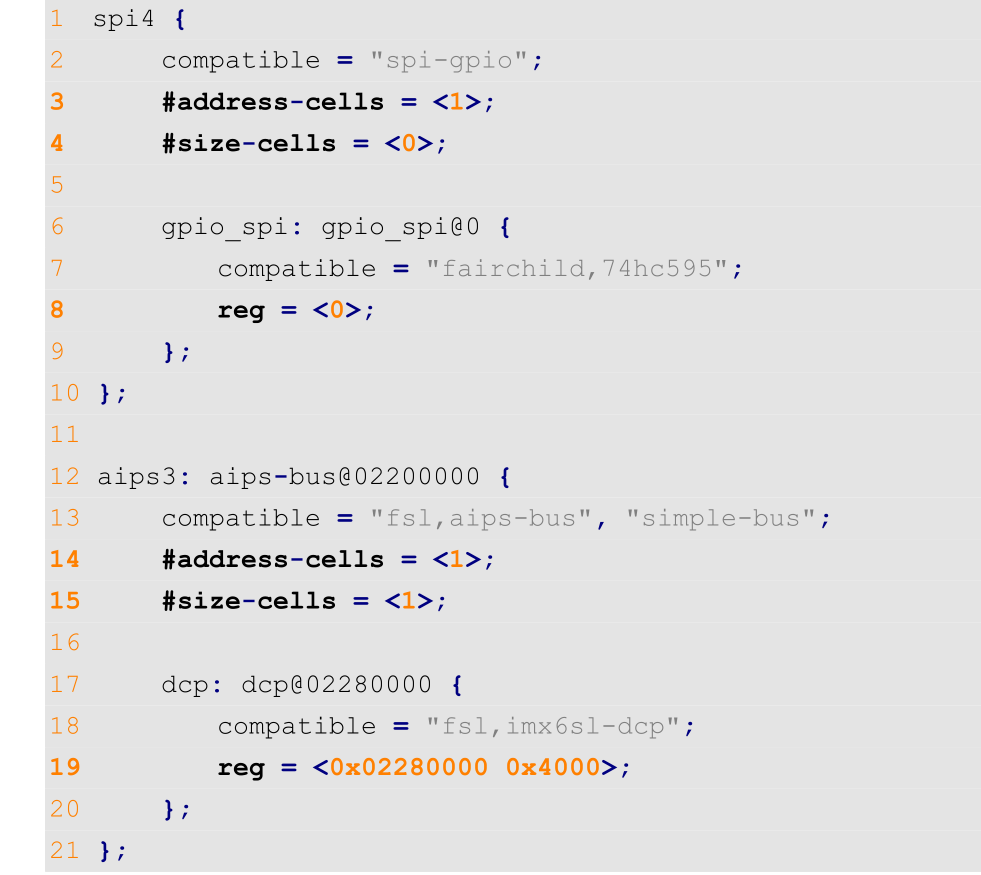 1 spi4 {
2 compatible = "spi-gpio";
3 #address-cells = <1>;
4 #size-cells = <0>;
5
6 gpio_spi: gpio_spi@0 {
7 compatible = "fairchild,74hc595";
8 reg = <0>;
9 };
10 };
11
12 aips3: aips-bus@02200000 {
13 compatible = "fsl,aips-bus", "simple-bus";
14 #address-cells = <1>;
15 #size-cells = <1>;
16
17 dcp: dcp@02280000 {
18 compatible = "fsl,imx6sl-dcp";
19 reg = <0x02280000 0x4000>;
20 };
21 };